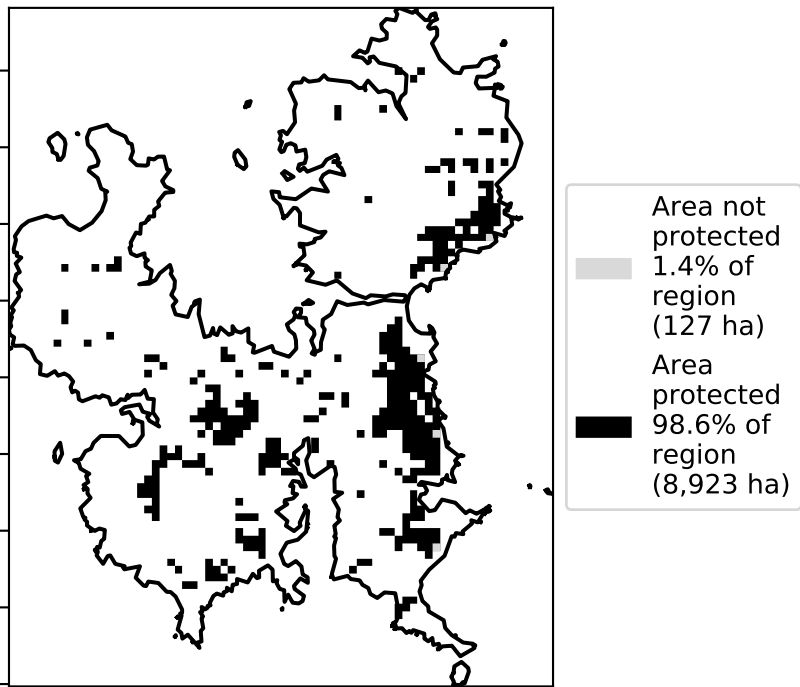 Area not
protected
1.4% of
region
(127 ha)
Area
protected
98.6% of
region
(8,923 ha)